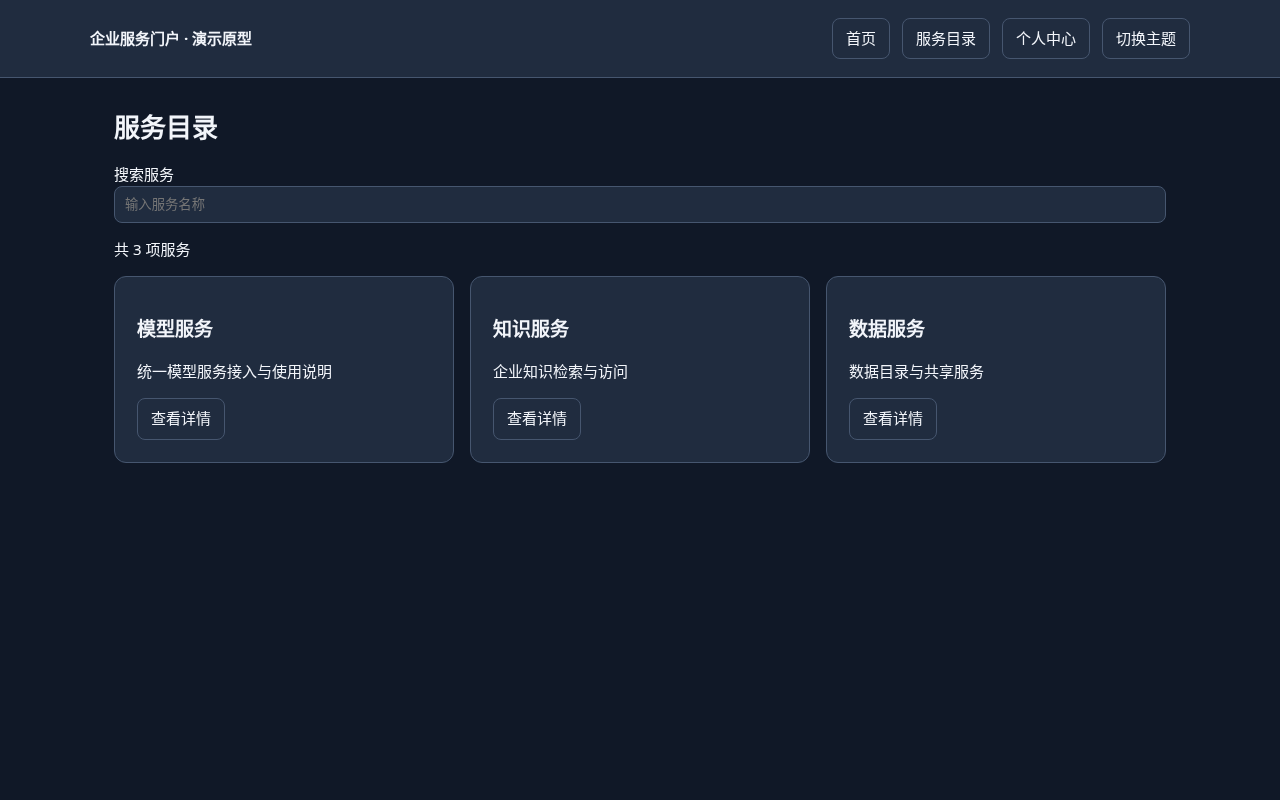 企业服务门户 · 演示原型
首页 服务目录 个人中心 切换主题
服务目录
搜索服务
输入服务名称
共 3 项服务
模型服务 知识服务 数据服务
统一模型服务接入与使用说明 企业知识检索与访问 数据目录与共享服务
查看详情 查看详情 查看详情